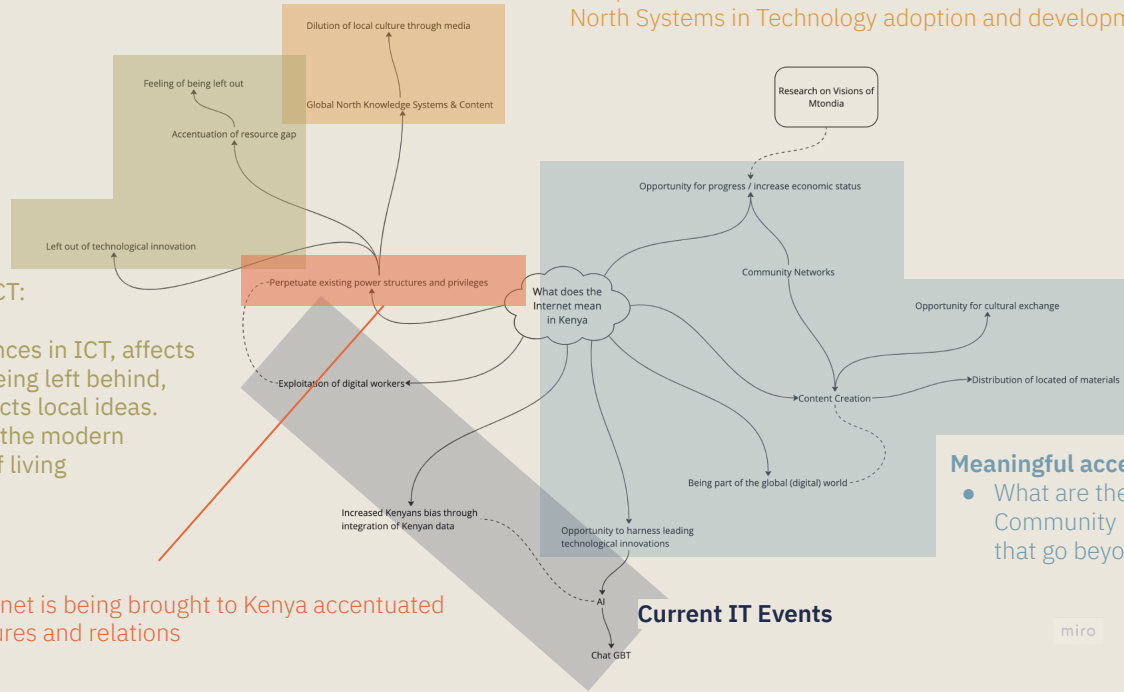 North Systems in Technology adoption and developm
Dilution of local culture through media
Global North Knowledge Systems & Content
Feeling of being left out
Accentuation of resource gap
Left out of technological innovation
Research on Visions of
Mtondia
Opportunity for progress / increase economic status
Community Networks
Opportunity for cultural exchange
Distribution of located of materials
Content Creation
Being part of the global (digital) world
Perpetuate existing power structures and privileges
What does the
Internet mean
in Kenya
CT:
nces in ICT, affects
eing left behind,
cts local ideas.
the modern
f living
Exploitation of digital workers
Increased Kenyans bias through
integration of Kenyan data
Opportunity to harness leading
technological innovations
AI
Chat GBT
Current IT Events
Meaningful acce
● What are the
Community
that go beyo
net is being brought to Kenya accentuated
ures and relations
miro